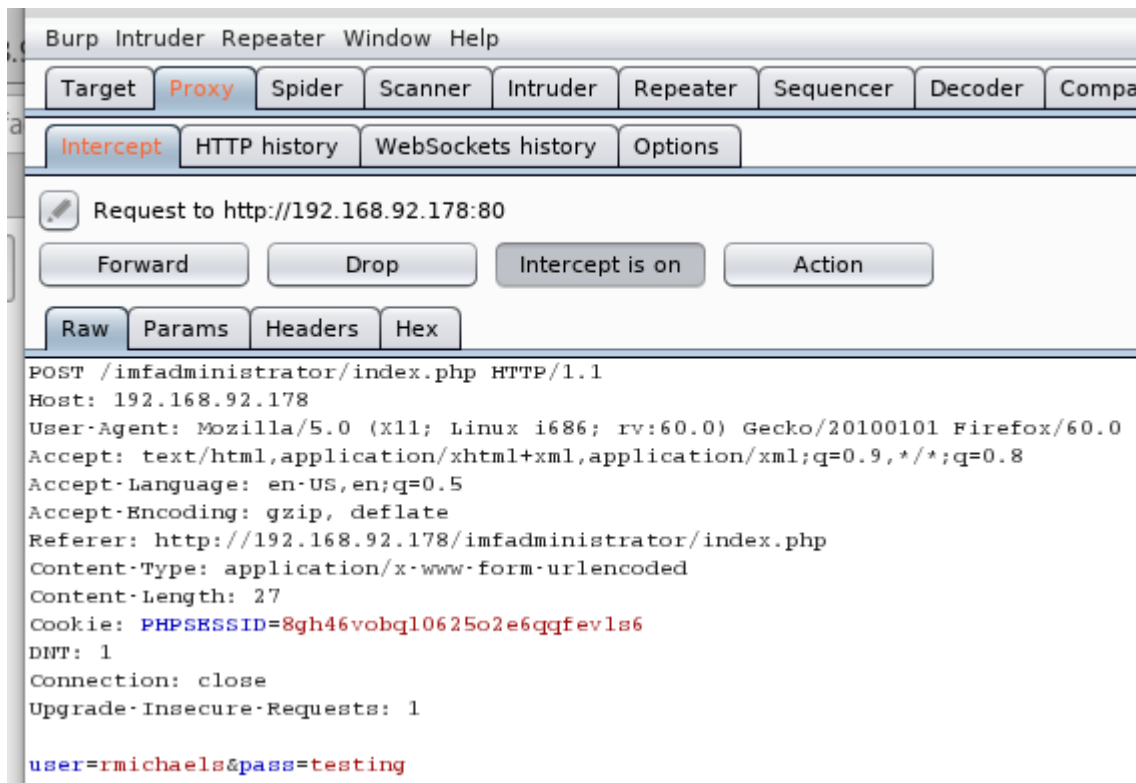 Burp Intruder Repeater Window Help
Target Proxy Spider Scanner Intruder Repeater Sequencer Decoder
Intercept HTTP history WebSockets history Options
Request to http://192.168.92.178:80
Forward Drop Intercept is on Action
Raw Params Headers Hex
POST /imfadministrator/index.php HTTP/1.1
Host: 192.168.92.178
User-Agent: Mozilla/5.0 (X11; Linux i686; rv:60.0) Gecko/20100101 Firefox/60.0
Accept: text/html,application/xhtml+xml,application/xml;q=0.9,*/*;q=0.8
Accept-Language: en-US,en;q=0.5
Accept-Encoding: gzip, deflate
Referer: http://192.168.92.178/imfadministrator/index.php
Content-Type: application/x-www-form-urlencoded
Content-Length: 27
Cookie: PHPSESSID=8gh46vobql0625o2e6qqfevls6
DNT: 1
Connection: close
Upgrade-Insecure-Requests: 1
user=rmichaels&pass=testing